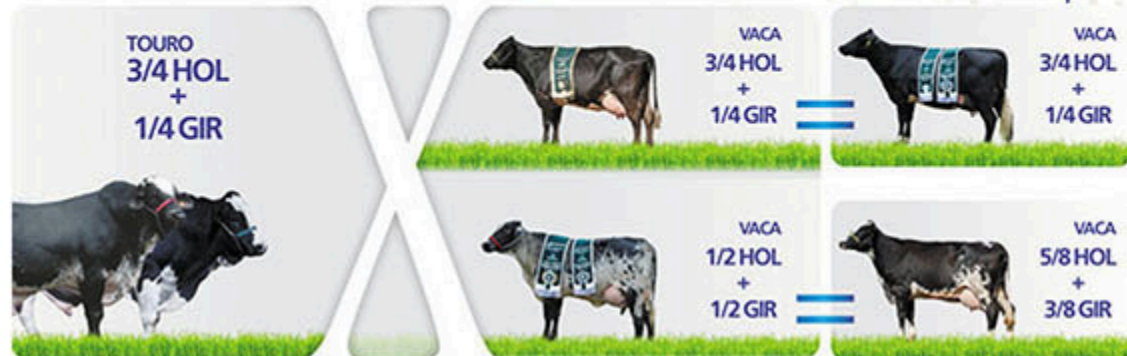 TOURO
3/4 HOL
+
1/4 GIR
VACA
3/4 HOL
+
1/4 GIR
VACA
3/4 HOL
+
1/4 GIR
VACA
1/2 HOL
+
1/2 GIR
VACA
5/8 HOL
+
3/8 GIR